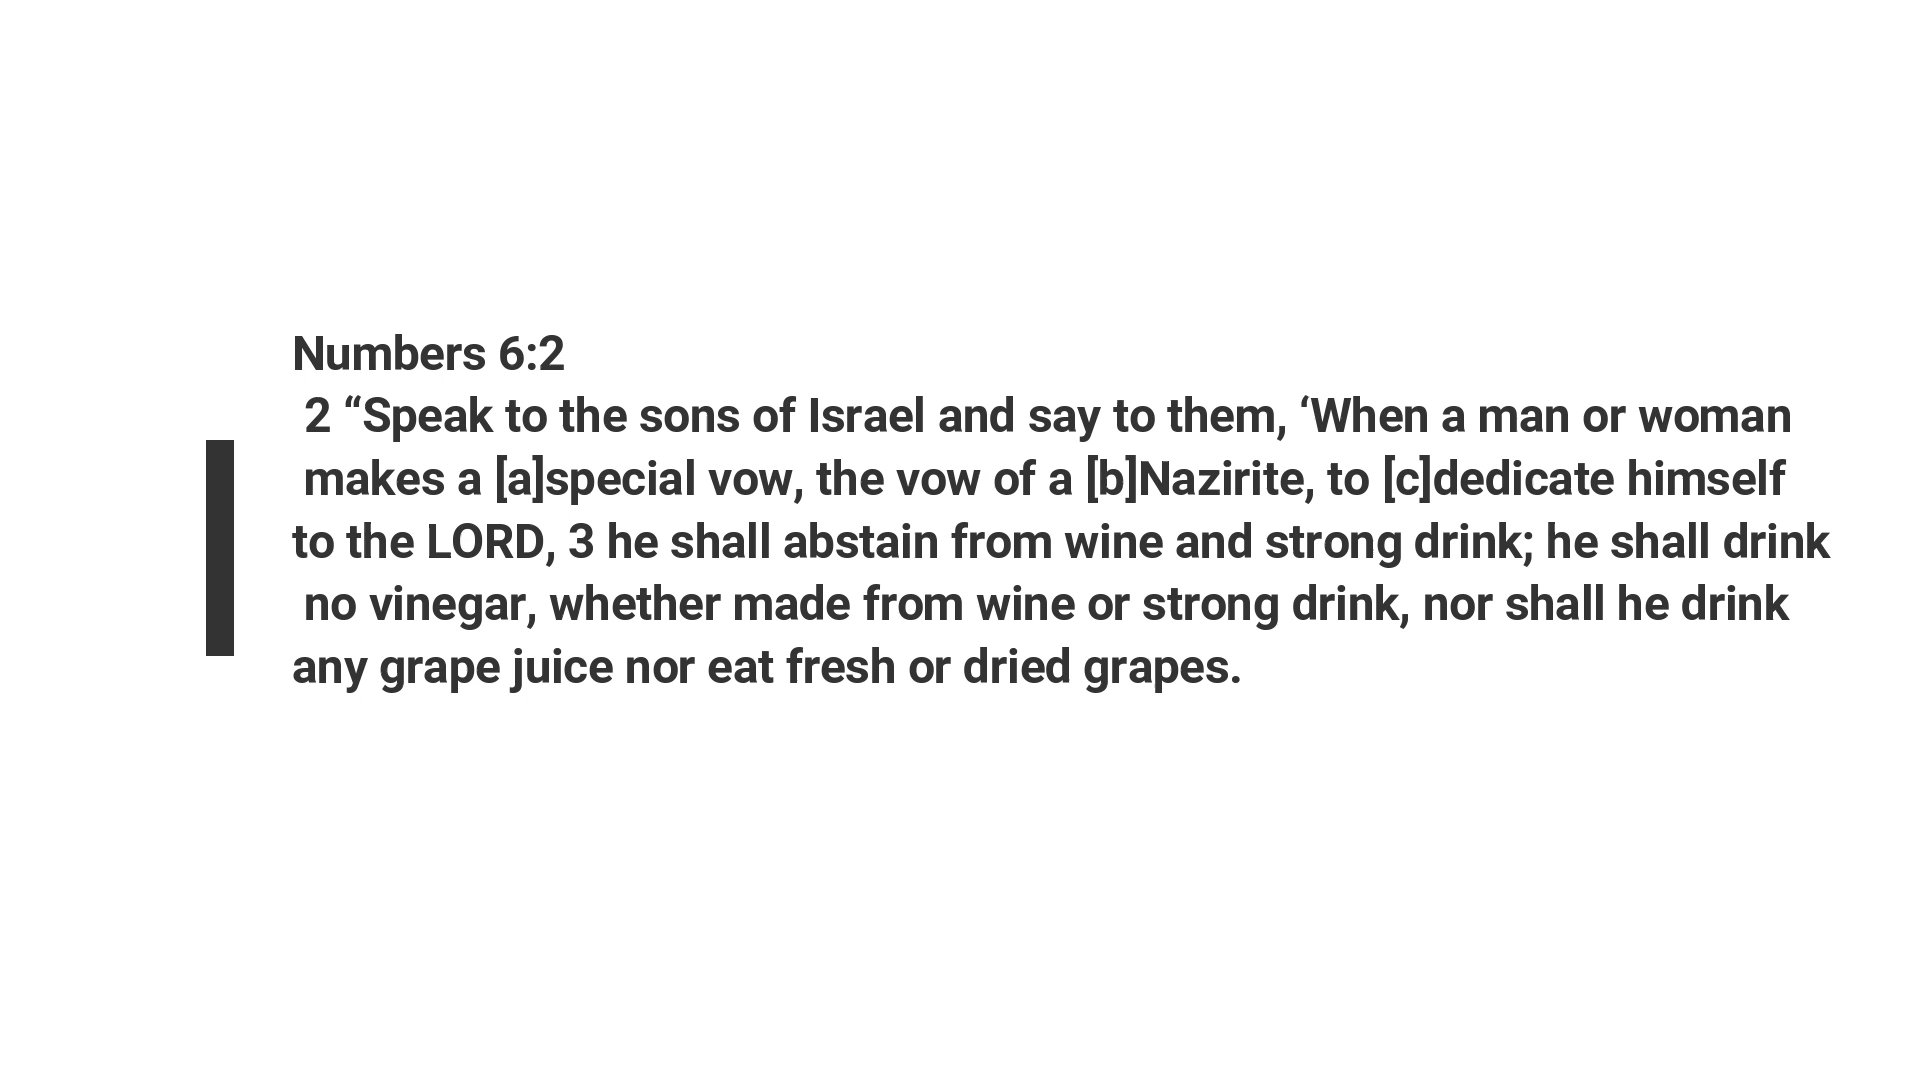 Numbers 6:2
2 “Speak to the sons of Israel and say to them, ‘When a man or woman
makes a [a]special vow, the vow of a [b]Nazirite, to [c]dedicate himself
to the LORD, 3 he shall abstain from wine and strong drink; he shall drink
no vinegar, whether made from wine or strong drink, nor shall he drink
any grape juice nor eat fresh or dried grapes.